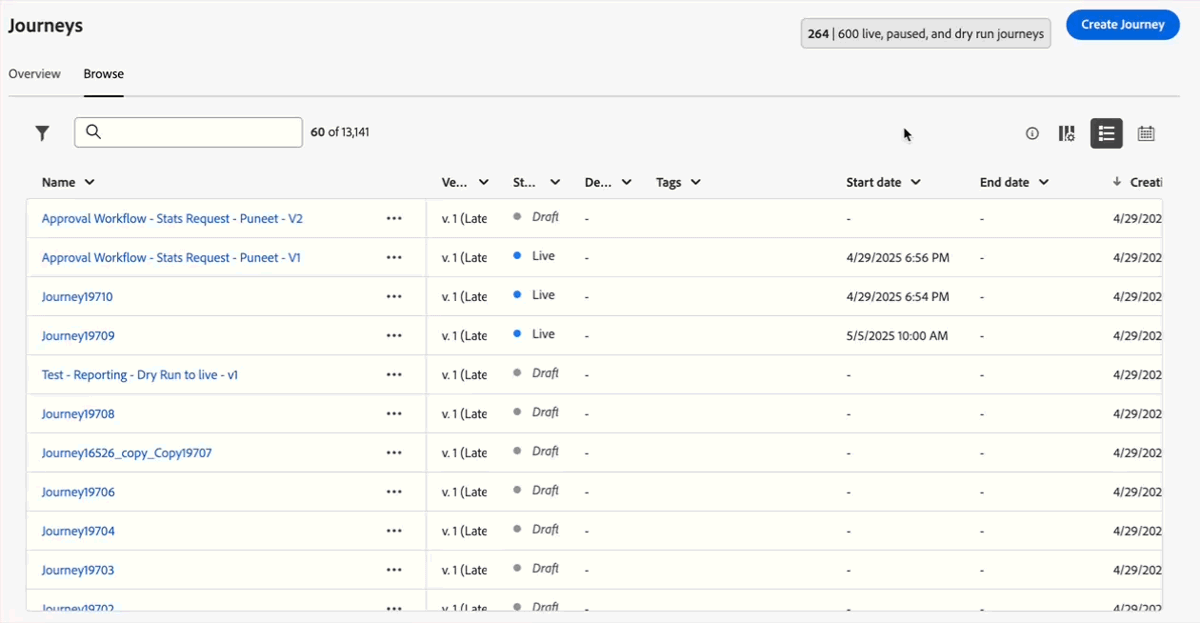 Journeys
264 | 600 live, paused, and dry run journeys
Create Journey
Overview Browse
60 of 13,141
Name Ve... St... De... Tags Start date End date Creati
Approval Workflow - Stats Request - Puneet - V2 ... v. 1 (Late Draft - - - 4/29/202
Approval Workflow - Stats Request - Puneet - V1 ... v. 1 (Late Live - 4/29/2025 6:56 PM - 4/29/202
Journey19710 ... v. 1 (Late Live - 4/29/2025 6:54 PM - 4/29/202
Journey19709 ... v. 1 (Late Live - 5/5/2025 10:00 AM - 4/29/202
Test - Reporting - Dry Run to live - v1 ... v. 1 (Late Draft - - - 4/29/202
Journey19708 ... v. 1 (Late Draft - - - 4/29/202
Journey16526_copy_Copy19707 ... v. 1 (Late Draft - - - 4/29/202
Journey19706 ... v. 1 (Late Draft - - - 4/29/202
Journey19704 ... v. 1 (Late Draft - - - 4/29/202
Journey19703 ... v. 1 (Late Draft - - - 4/29/202
Journey19702 ... v. 1 (Late Draft - - - 4/29/202